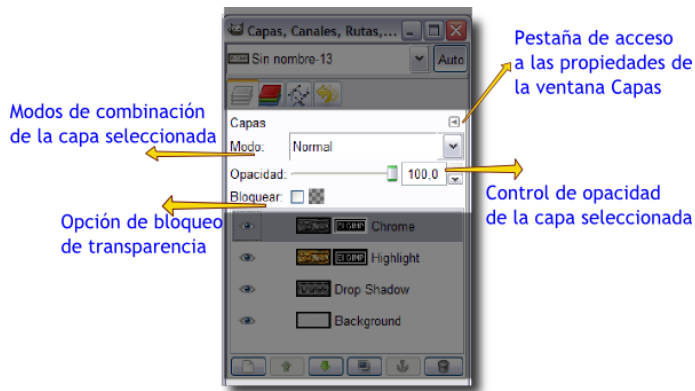 Capas, Canales, Rutas,...
Sin nombre-13
Auto
Pestaña de acceso
a las propiedades de
la ventana Capas
Modos de combinación
de la capa seleccionada
Capas
Modo:
Normal
Opacidad:
100,0
Bloquear:
Control de opacidad
de la capa seleccionada
Opción de bloqueo
de transparencia
Chrome
Highlight
Drop Shadow
Background